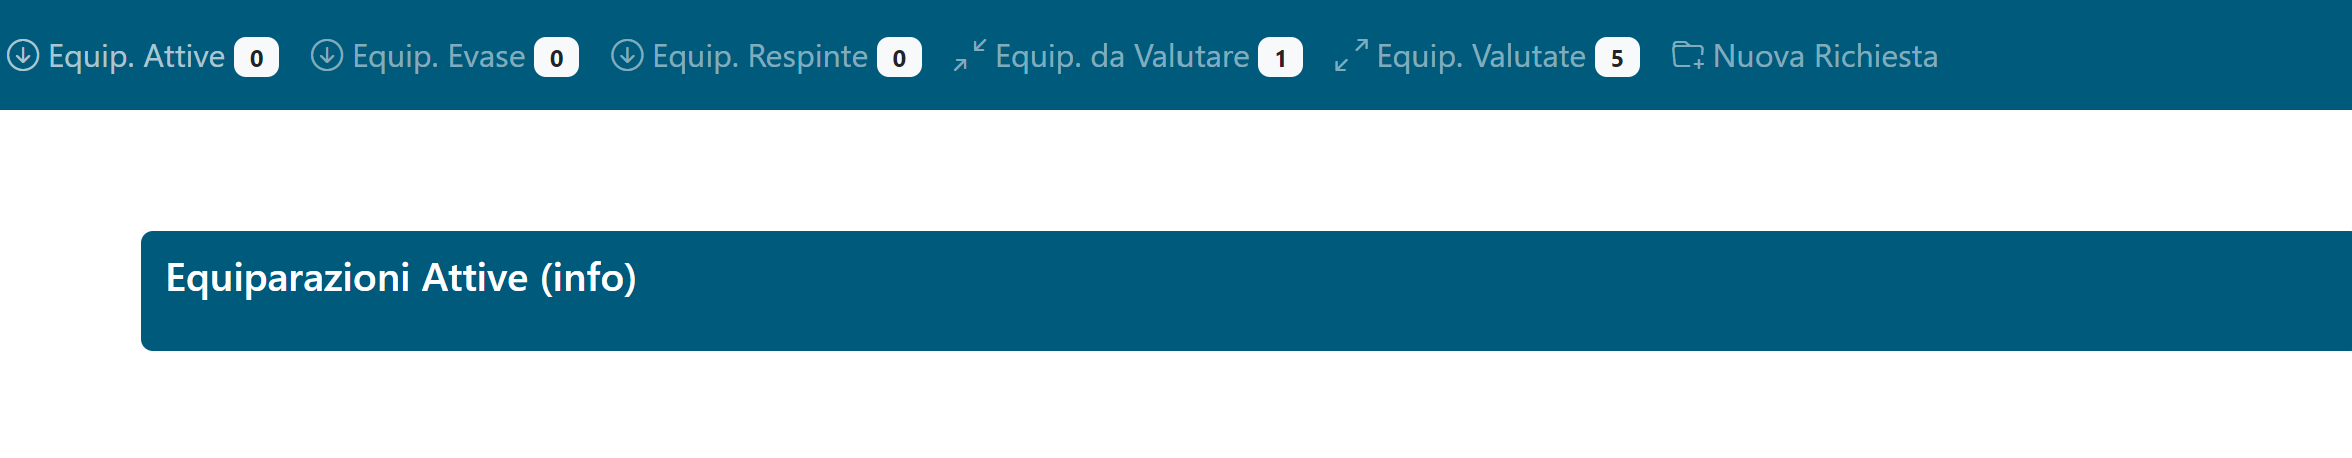 Equip. Attive 0 Equip. Evase 0 Equip. Respinte 0 Equip. da Valutare 1 Equip. Valutate 5 Nuova Richiesta
Equiparazioni Attive (info)